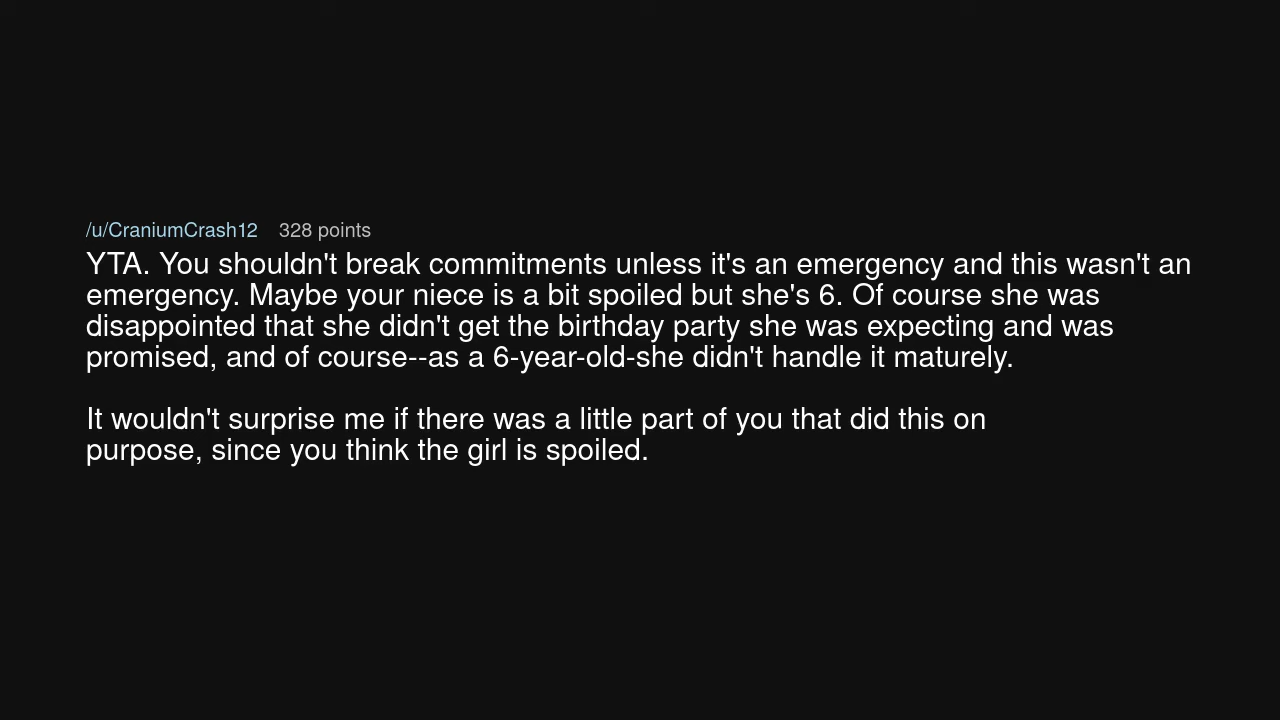 /u/CraniumCrash12 328 points
YTA. You shouldn't break commitments unless it's an emergency and this wasn't an
emergency. Maybe your niece is a bit spoiled but she's 6. Of course she was
disappointed that she didn't get the birthday party she was expecting and was
promised, and of course--as a 6-year-old-she didn't handle it maturely.
It wouldn't surprise me if there was a little part of you that did this on
purpose, since you think the girl is spoiled.